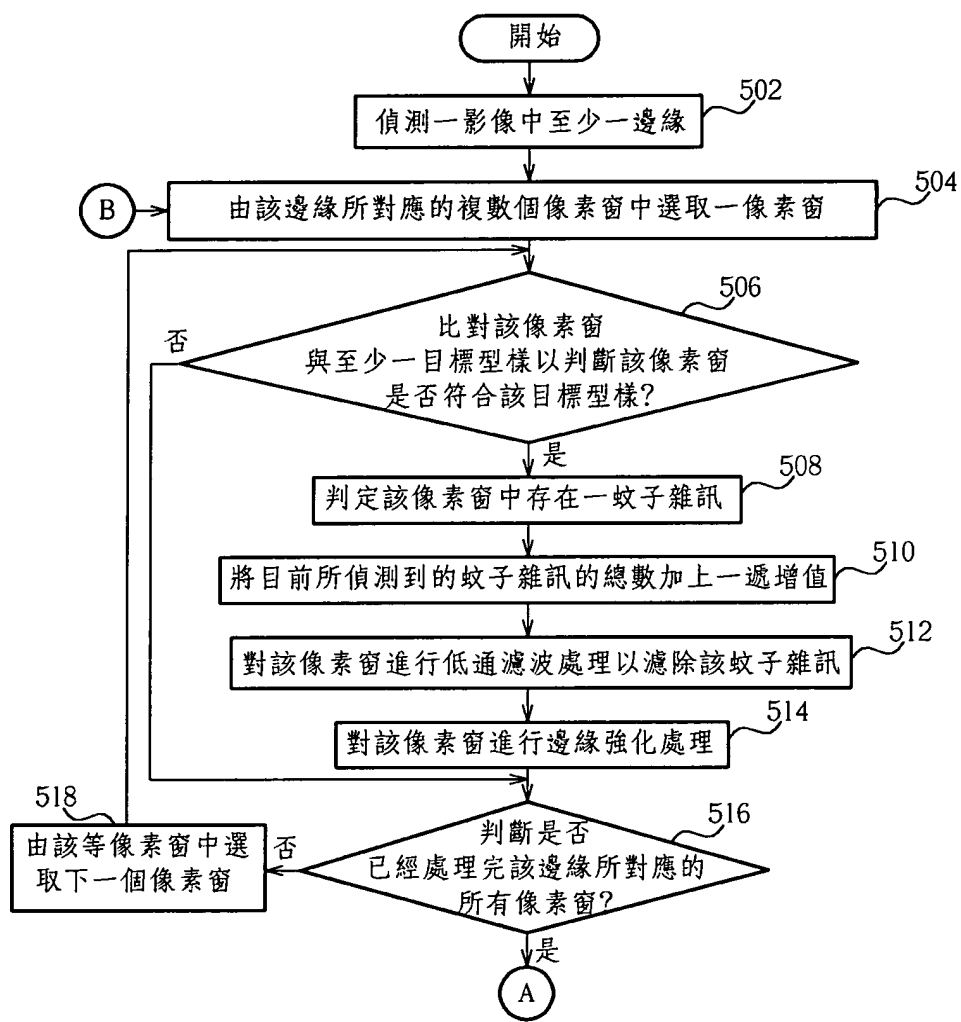 開始
502
偵測一影像中至少一邊緣
504
B
由該邊緣所對應的複數個像素窗中選取一像素窗
506
否
比對該像素窗
與至少一目標型樣以判斷該像素窗
是否符合該目標型樣?
是
508
判定該像素窗中存在一蚊子雜訊
510
將目前所偵測到的蚊子雜訊的總數加上一遞增值
512
對該像素窗進行低通濾波處理以濾除該蚊子雜訊
514
對該像素窗進行邊緣強化處理
518
516
由該等像素窗中選
取下一個像素窗
否
判斷是否
已經處理完該邊緣所對應的
所有像素窗?
是
A